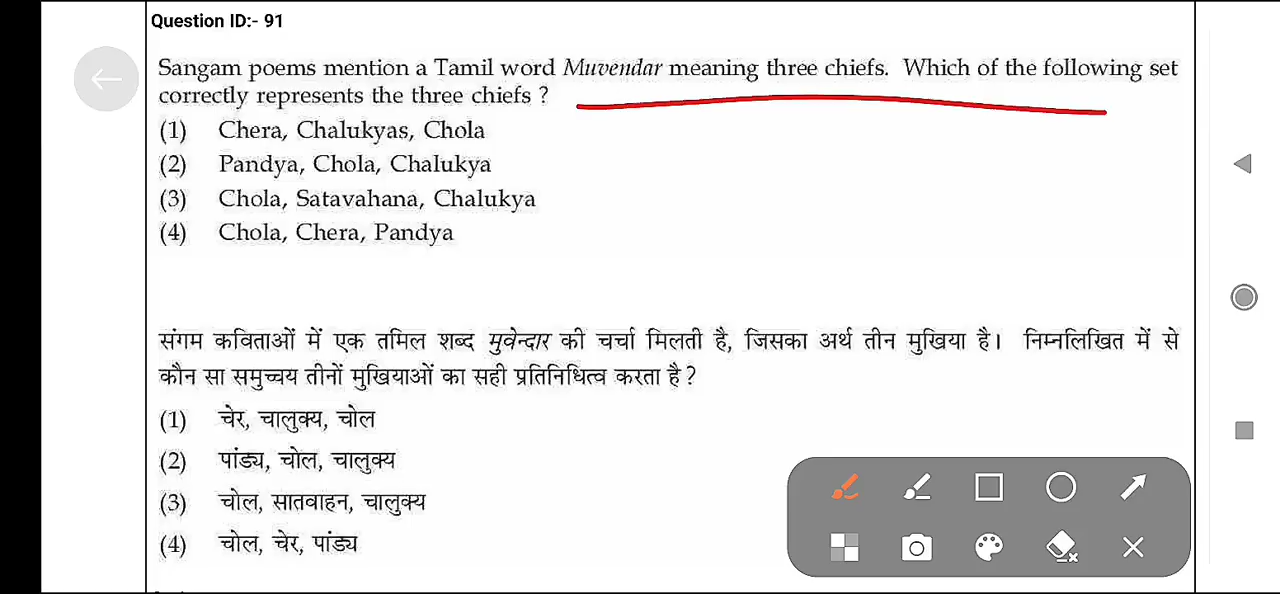 Question ID:- 91
Sangam poems mention a Tamil word Muvendar meaning three chiefs. Which of the following set
correctly represents the three chiefs ?
(1) Chera, Chalukyas, Chola
(2) Pandya, Chola, Chalukya
(3) Chola, Satavahana, Chalukya
(4) Chola, Chera, Pandya
संगम कविताओं में एक तमिल शब्द मुवेन्दार की चर्चा मिलती है, जिसका अर्थ तीन मुखिया है। निम्नलिखित में से
कौन सा समुच्चय तीनों मुखियाओं का सही प्रतिनिधित्व करता है ?
(1) चेर, चालुक्य, चोल
(2) पांड्य, चोल, चालुक्य
(3) चोल, सातवाहन, चालुक्य
(4) चोल, चेर, पांड्य